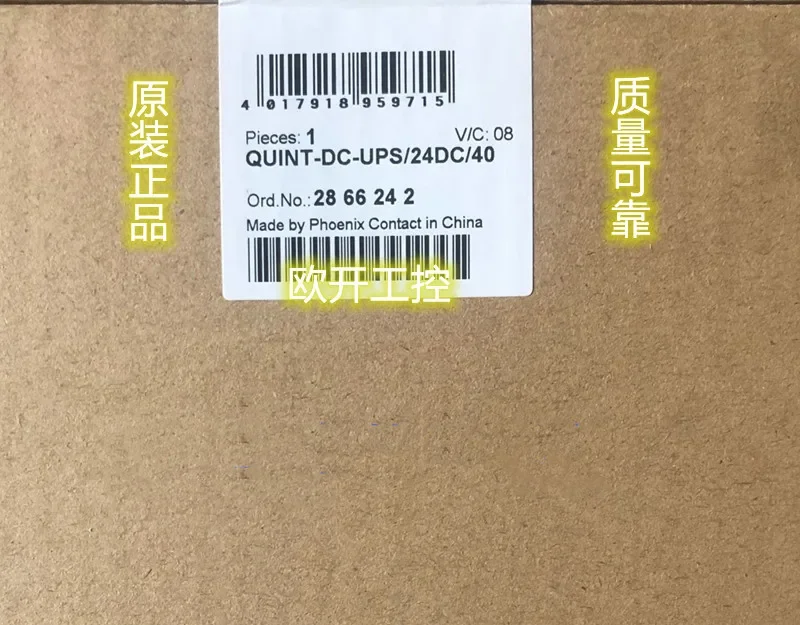 4 017918 959715
Pieces: 1 V/C: 08
QUINT-DC-UPS/24DC/40
Ord.No.: 28 66 24 2
Made by Phoenix Contact in China
原装正品
质量可靠
欧开工控